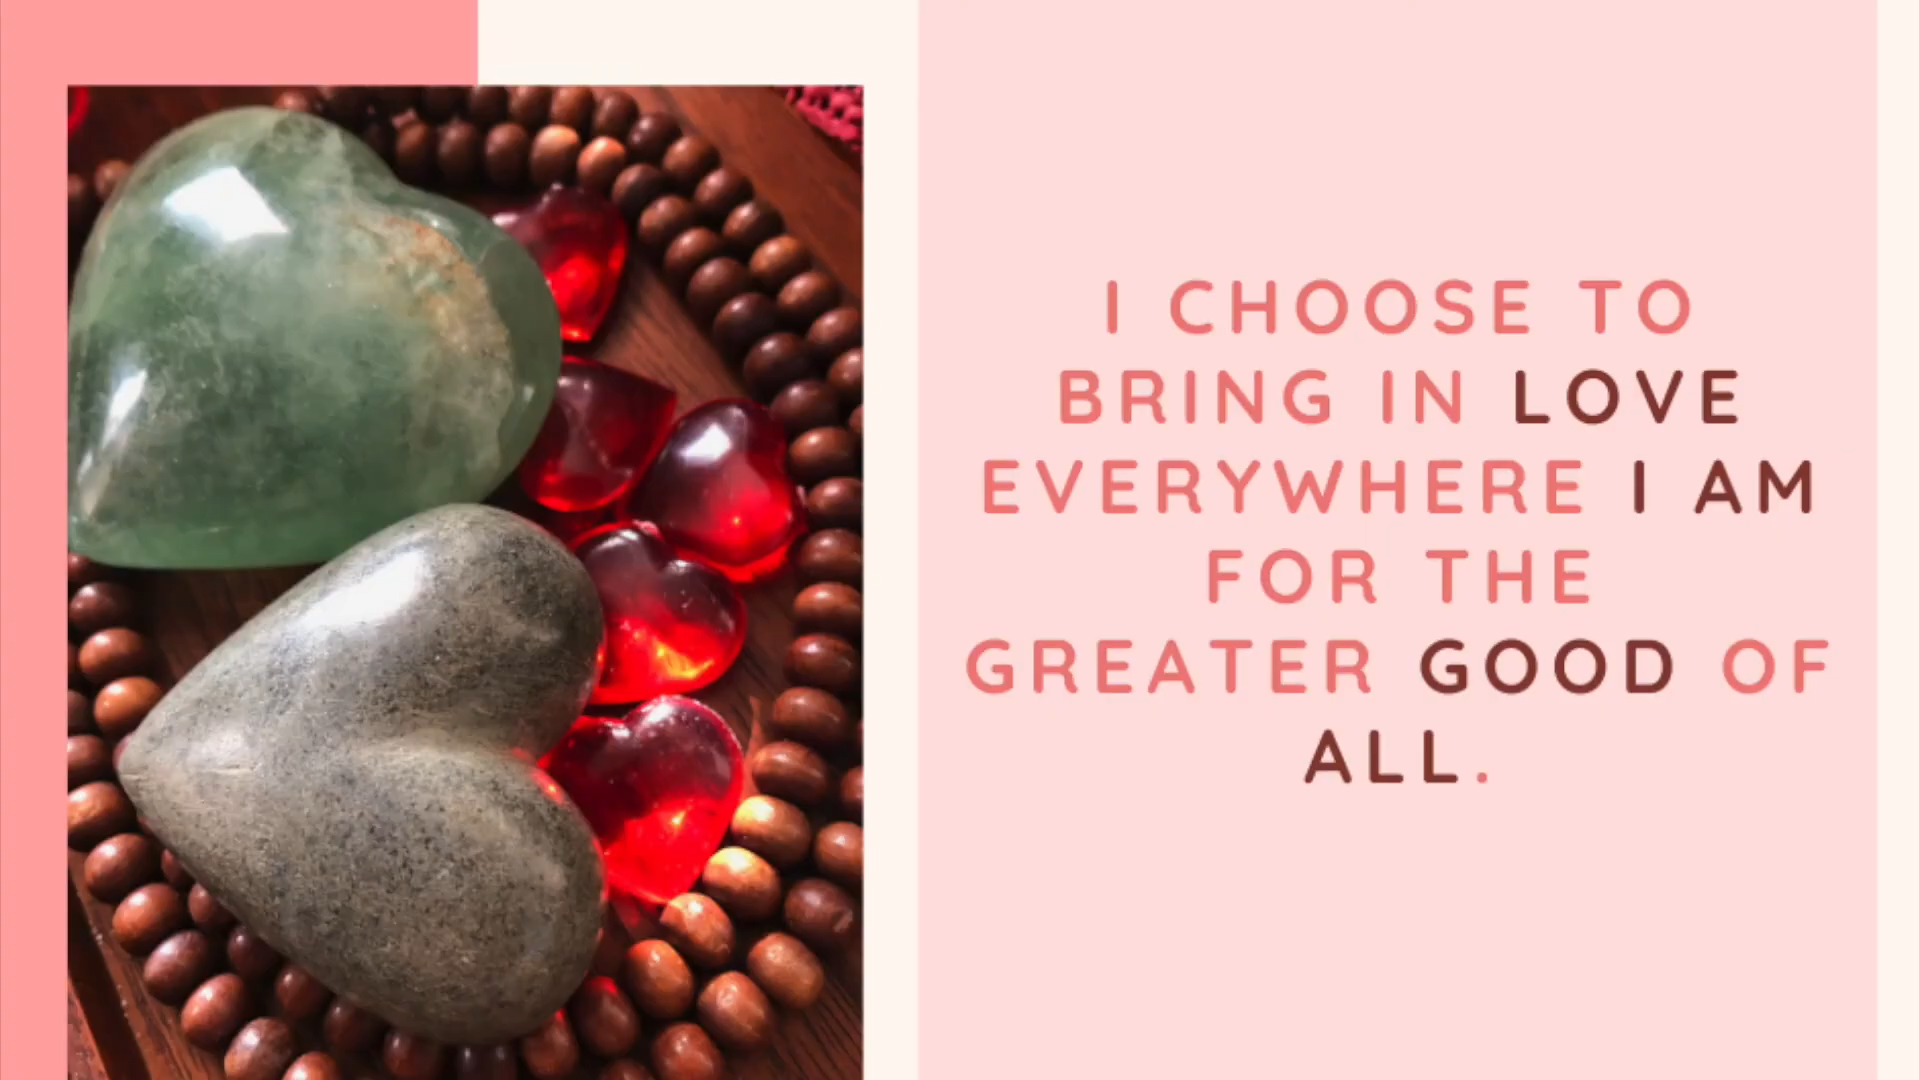 I CHOOSE TO
BRING IN LOVE
EVERYWHERE I AM
FOR THE
GREATER GOOD OF
ALL.